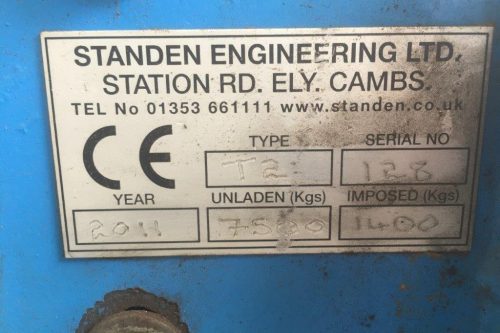 STANDEN ENGINEERING LTD.
STATION RD. ELY. CAMBS.
TEL No 01353 661111 www.standen.co.uk
CE
TYPE SERIAL NO
T2 128
YEAR UNLADEN (Kgs) IMPOSED (Kgs)
2011 7500 1400